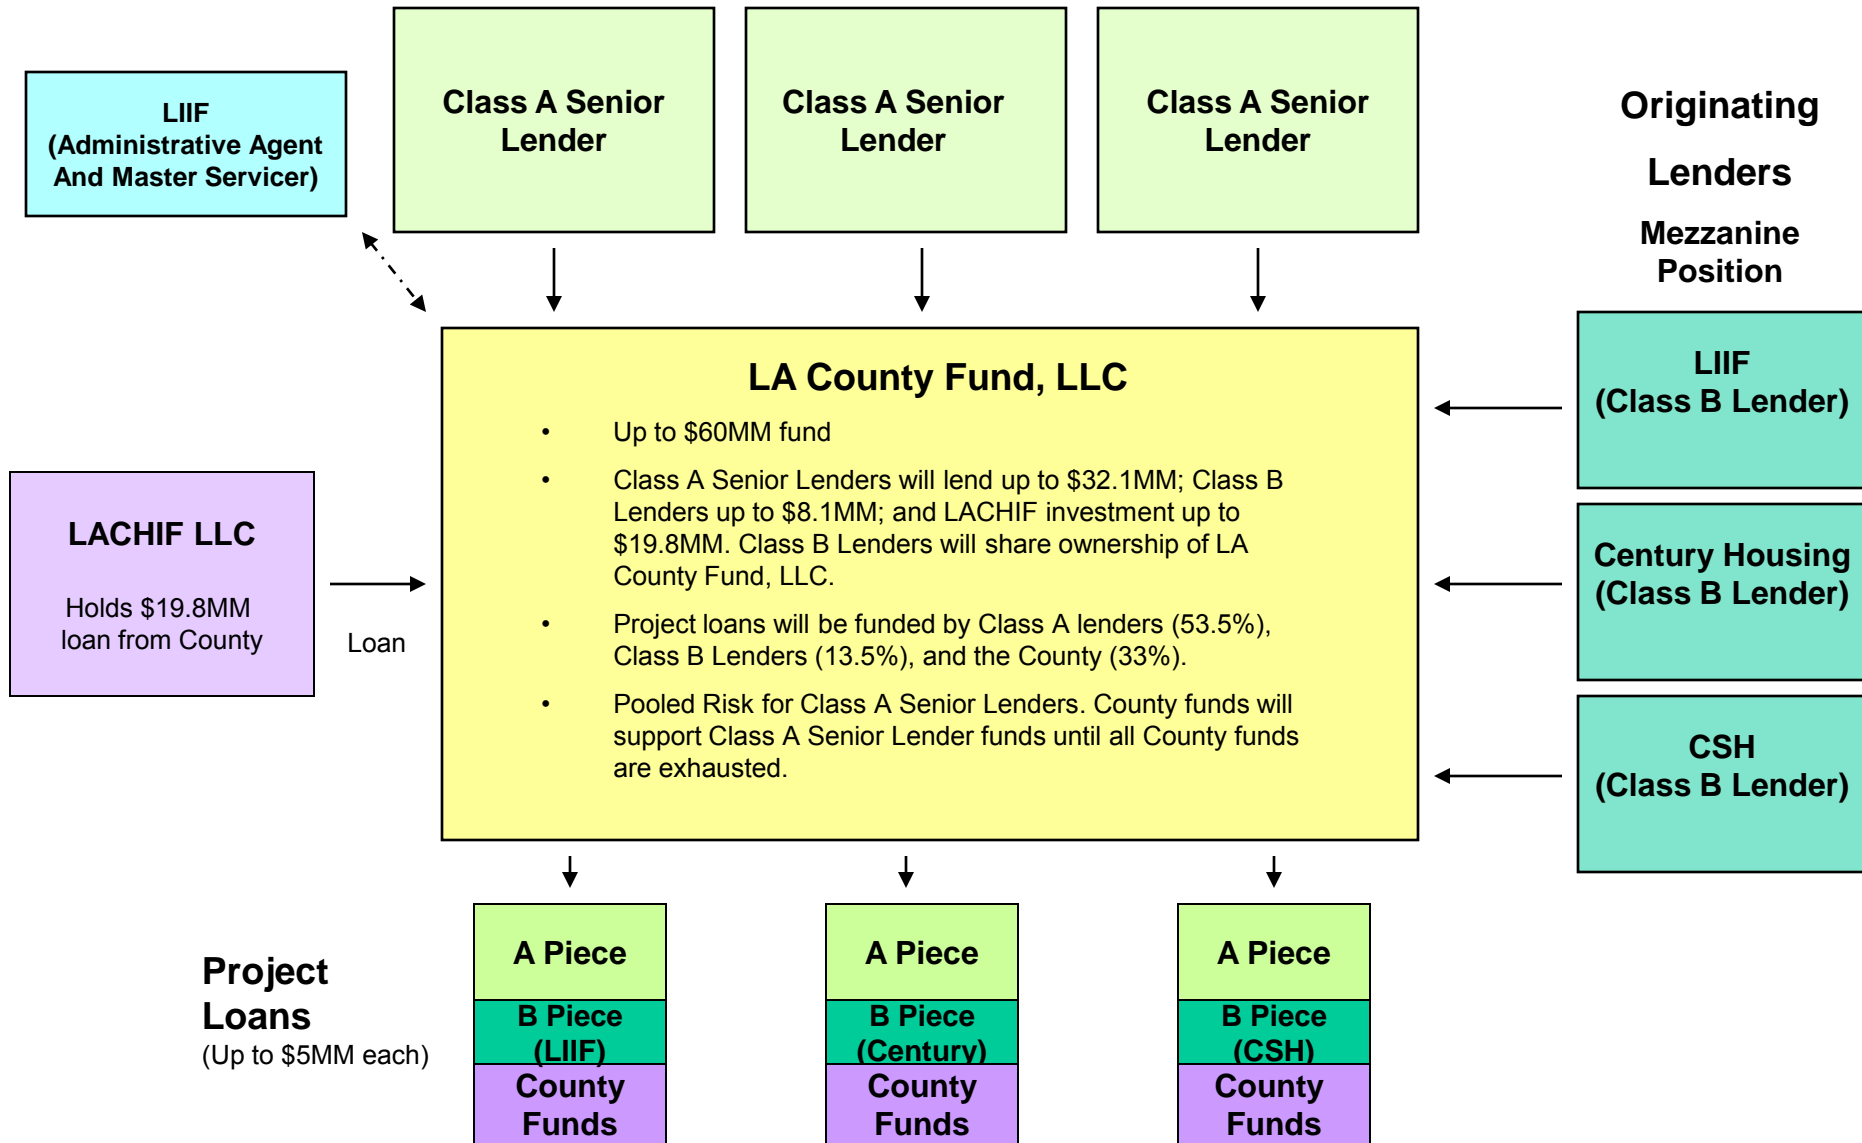 LIIF
(Administrative Agent
And Master Servicer)
Class A Senior
Lender
Class A Senior
Lender
Class A Senior
Lender
Originating
Lenders
Mezzanine
Position
LA County Fund, LLC
• Up to $60MM fund
• Class A Senior Lenders will lend up to $32.1MM; Class B
Lenders up to $8.1MM; and LACHIF investment up to
$19.8MM. Class B Lenders will share ownership of LA
County Fund, LLC.
• Project loans will be funded by Class A lenders (53.5%),
Class B Lenders (13.5%), and the County (33%).
• Pooled Risk for Class A Senior Lenders. County funds will
support Class A Senior Lender funds until all County funds
are exhausted.
LACHIF LLC
Holds $19.8MM
loan from County
Loan
LIIF
(Class B Lender)
Century Housing
(Class B Lender)
CSH
(Class B Lender)
Project
Loans
(Up to $5MM each)
A Piece
B Piece
(LIIF)
County
Funds
A Piece
B Piece
(Century)
County
Funds
A Piece
B Piece
(CSH)
County
Funds